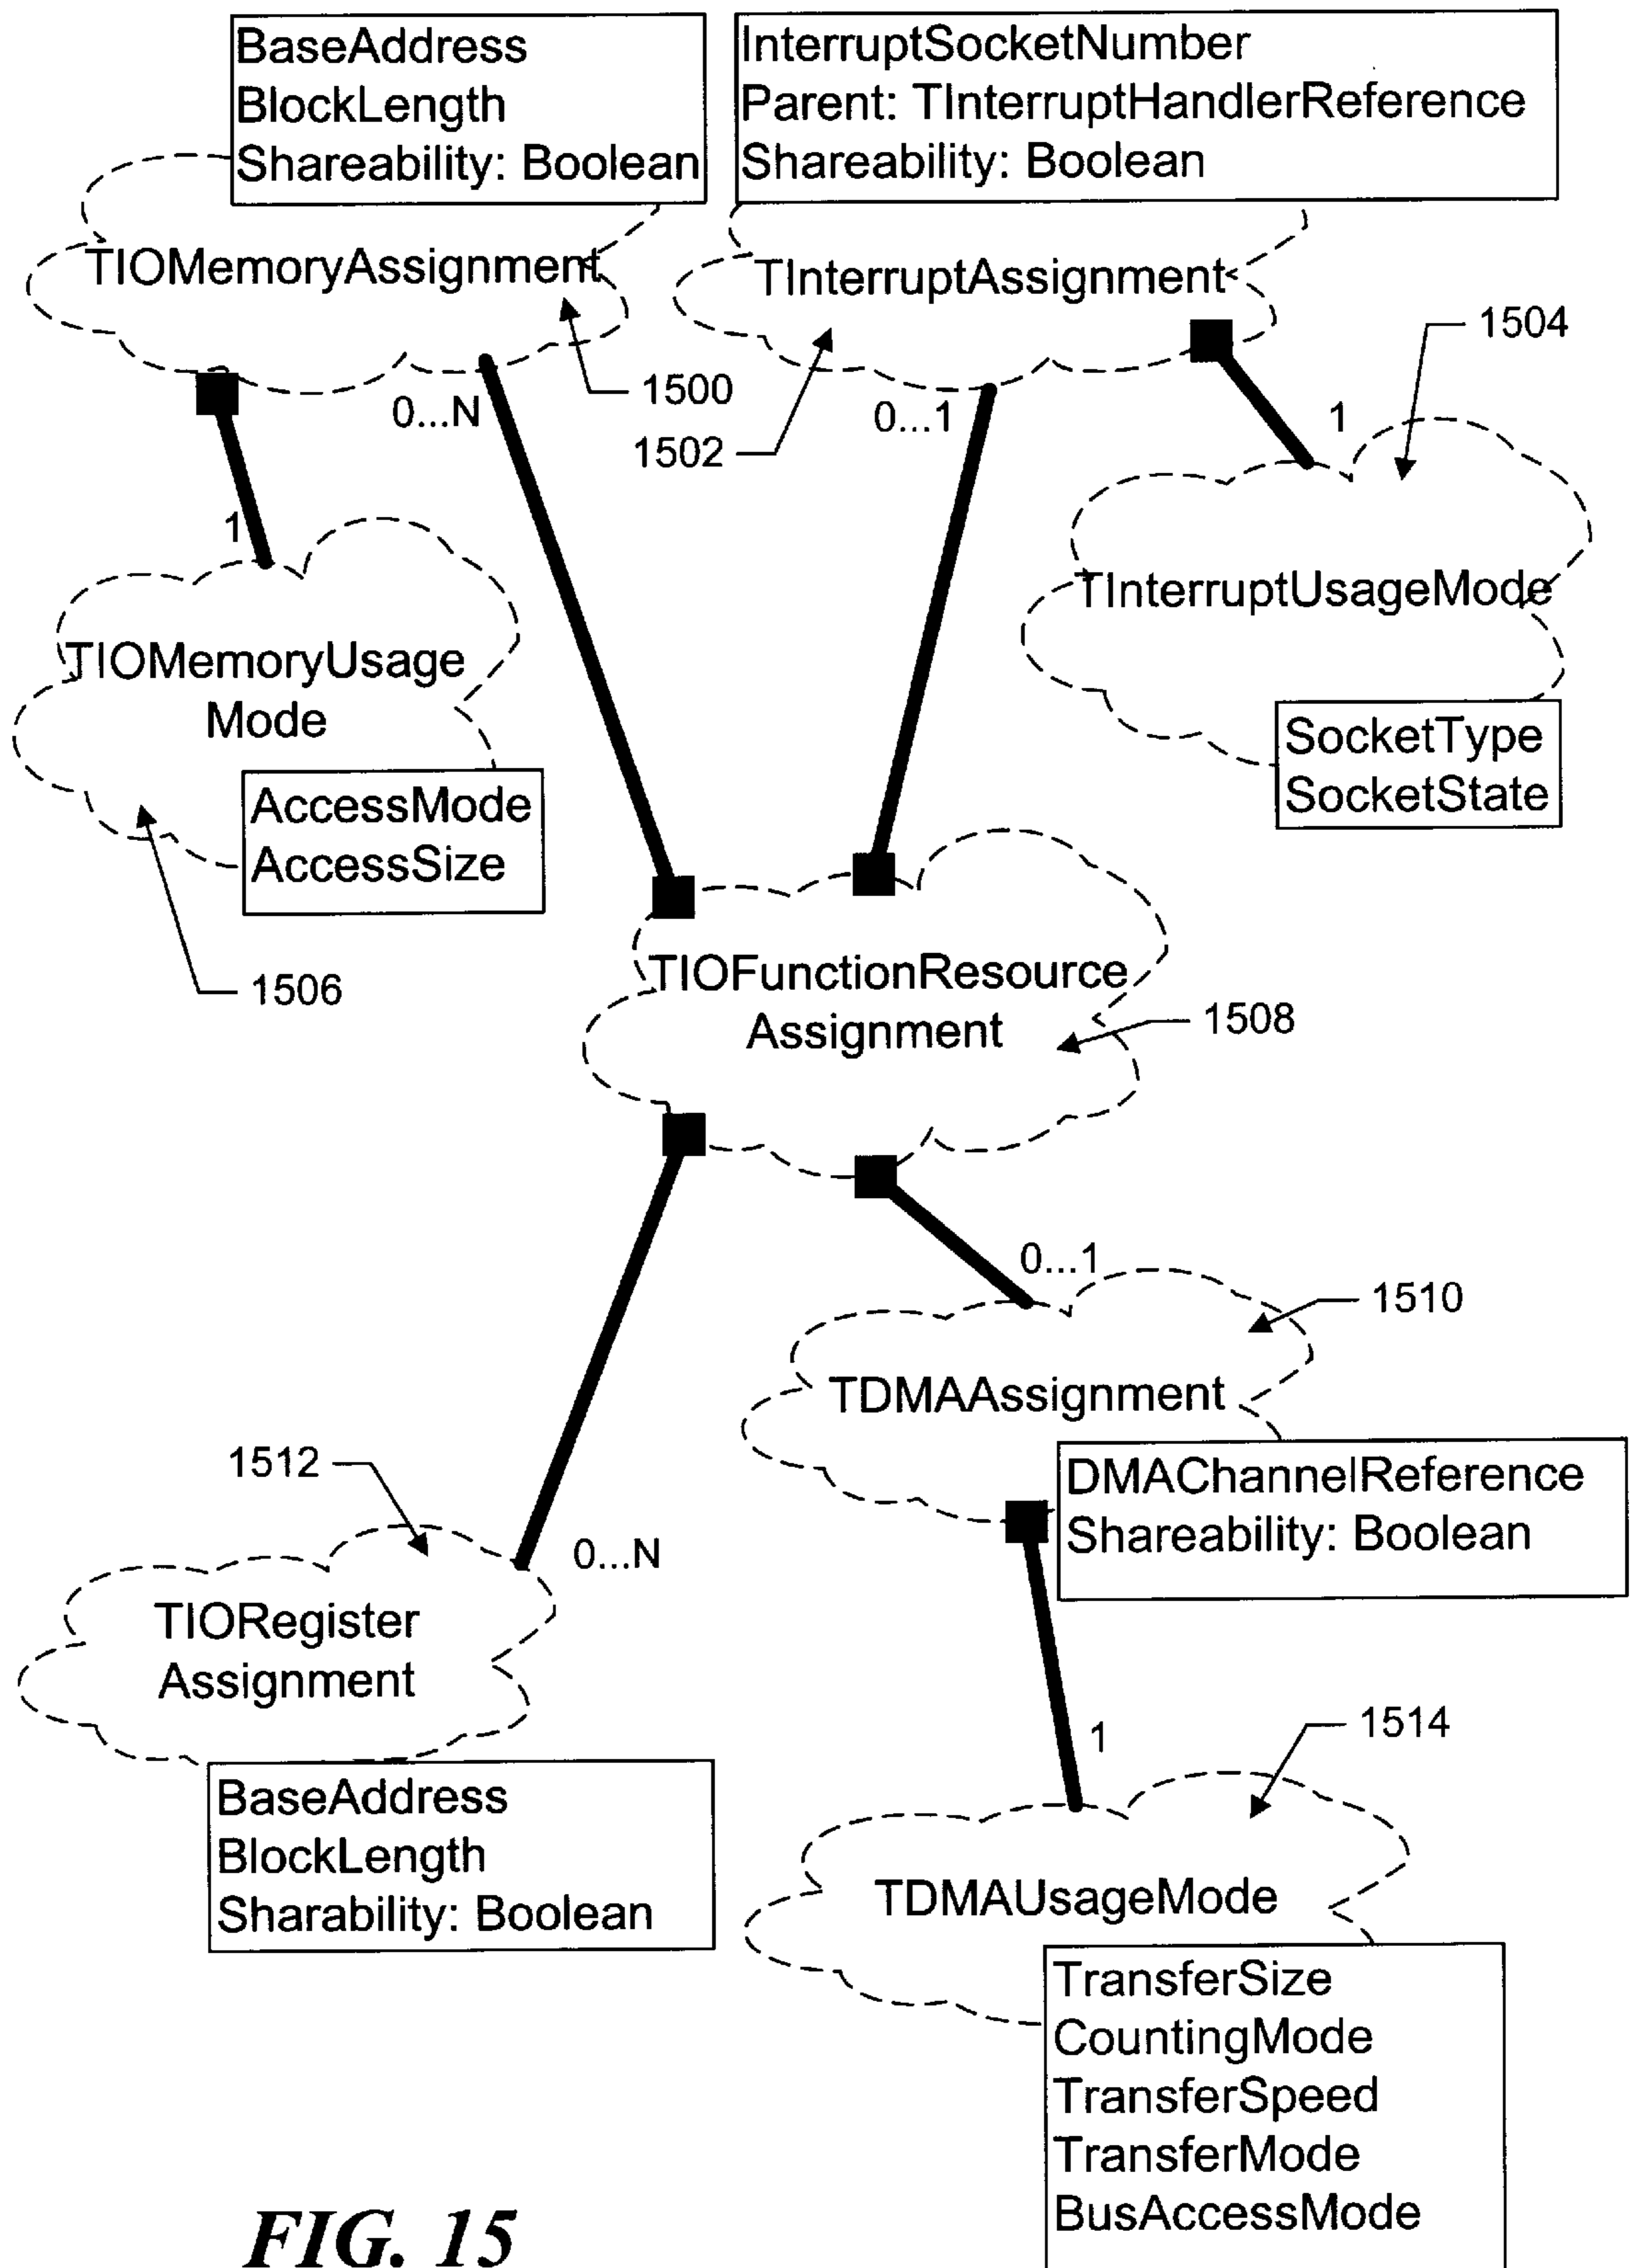 BaseAddress
BlockLength
Shareability: Boolean
InterruptSocketNumber
Parent: TInterruptHandlerReference
Shareability: Boolean
TIOMemoryAssignment
TInterruptAssignment
1504
1500
0...N
0...1
1502
1
1
TInterruptUsageMode
TIOMemoryUsage
Mode
SocketType
SocketState
AccessMode
AccessSize
1506
TIOFunctionResource
Assignment
1508
0...1
1510
TDMAAssignment
1512
DMAChannelReference
Shareability: Boolean
0...N
TIORegister
Assignment
1
1514
BaseAddress
BlockLength
Sharability: Boolean
TDMAUsageMode
TransferSize
CountingMode
TransferSpeed
TransferMode
BusAccessMode
FIG. 15